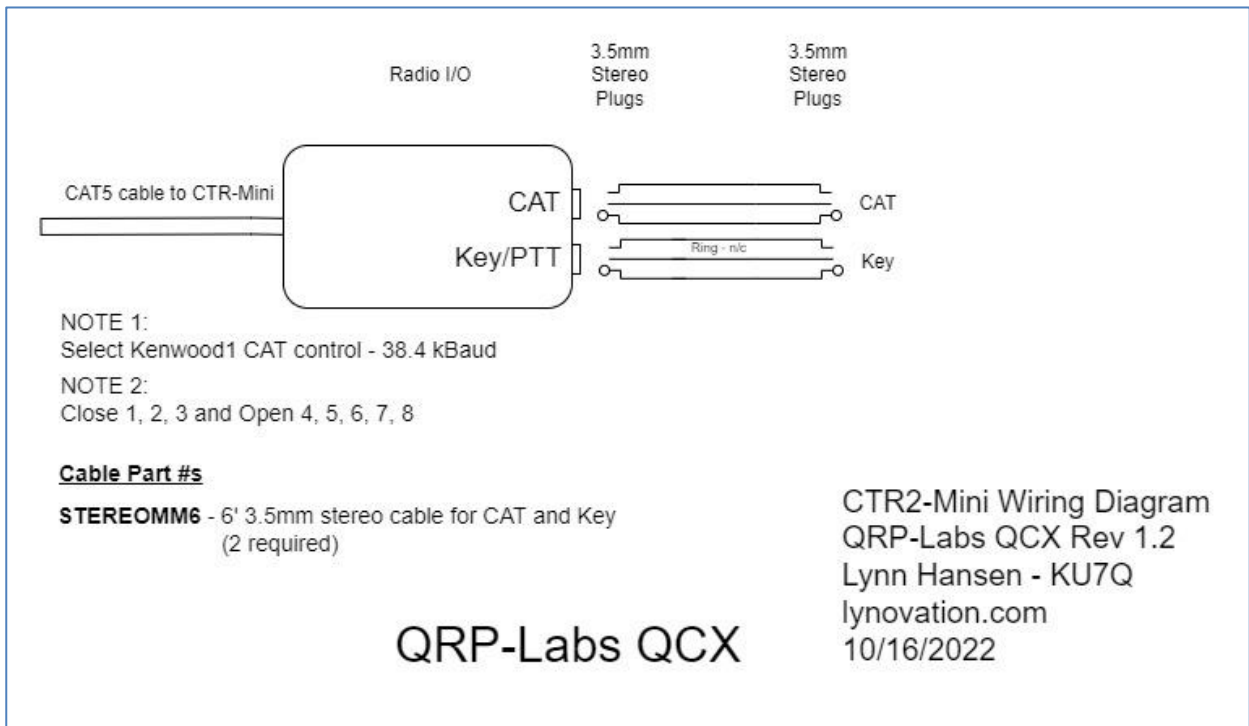 Radio I/O
3.5mm
Stereo
Plugs
3.5mm
Stereo
Plugs
CAT5 cable to CTR-Mini
CAT
CAT
Key/PTT
Ring - n/c
Key
NOTE 1:
Select Kenwood1 CAT control - 38.4 kBaud
NOTE 2:
Close 1, 2, 3 and Open 4, 5, 6, 7, 8
Cable Part #s
STEREOMM6 - 6' 3.5mm stereo cable for CAT and Key
(2 required)
CTR2-Mini Wiring Diagram
QRP-Labs QCX Rev 1.2
Lynn Hansen - KU7Q
lynovation.com
10/16/2022
QRP-Labs QCX